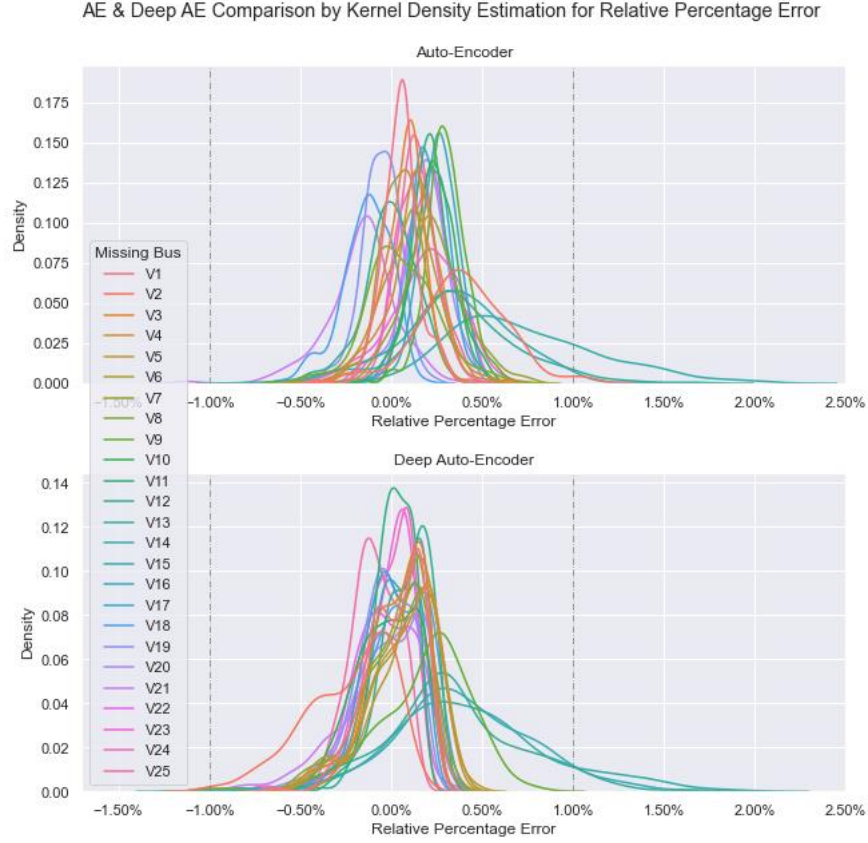 AE & Deep AE Comparison by Kernel Density Estimation for Relative Percentage Error
Auto-Encoder
0.175
0.150
0.125
0.100
0.075
0.050
0.025
0.000
Density
−1.50% −1.00% −0.50% 0.00% 0.50% 1.00% 1.50% 2.00% 2.50%
Relative Percentage Error
Missing Bus
V1
V2
V3
V4
V5
V6
V7
V8
V9
V10
V11
V12
V13
V14
V15
V16
V17
V18
V19
V20
V21
V22
V23
V24
V25
Deep Auto-Encoder
0.14
0.12
0.10
0.08
0.06
0.04
0.02
0.00
Density
−1.50% −1.00% −0.50% 0.00% 0.50% 1.00% 1.50% 2.00% 2.50%
Relative Percentage Error